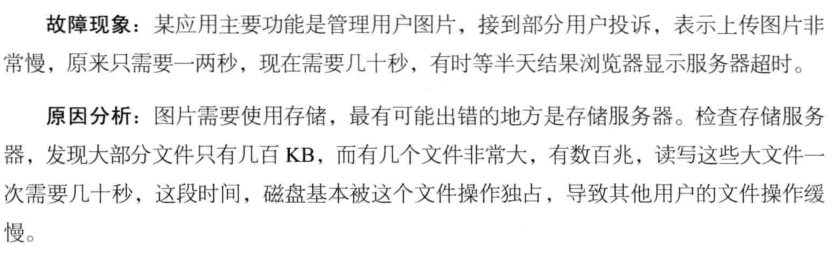 故障现象：某应用主要功能是管理用户图片，接到部分用户投诉，表示上传图片非
常慢，原来只需要一两秒，现在需要几十秒，有时等半天结果浏览器显示服务器超时。
原因分析：图片需要使用存储，最有可能出错的地方是存储服务器。检查存储服务
器，发现大部分文件只有几百 KB，而有几个文件非常大，有数百兆，读写这些大文件一
次需要几十秒，这段时间，磁盘基本被这个文件操作独占，导致其他用户的文件操作缓
慢。